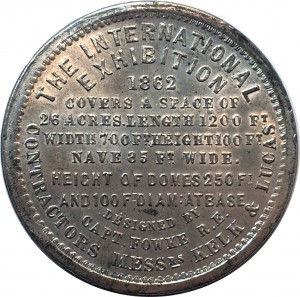 THE INTERNATIONAL
EXHIBITION
1862
COVERS A SPACE OF
26 ACRES. LENGTH 1200 FT
WIDTH 700 FT HEIGHT 100 FT
NAVE 85 FT WIDE.
HEIGHT OF DOMES 250 FT
AND 100 FT DIAM: AT BASE
DESIGNED BY
CAPT. FOWKE R.E.
CONTRACTORS MESSRS KELK & LUCAS